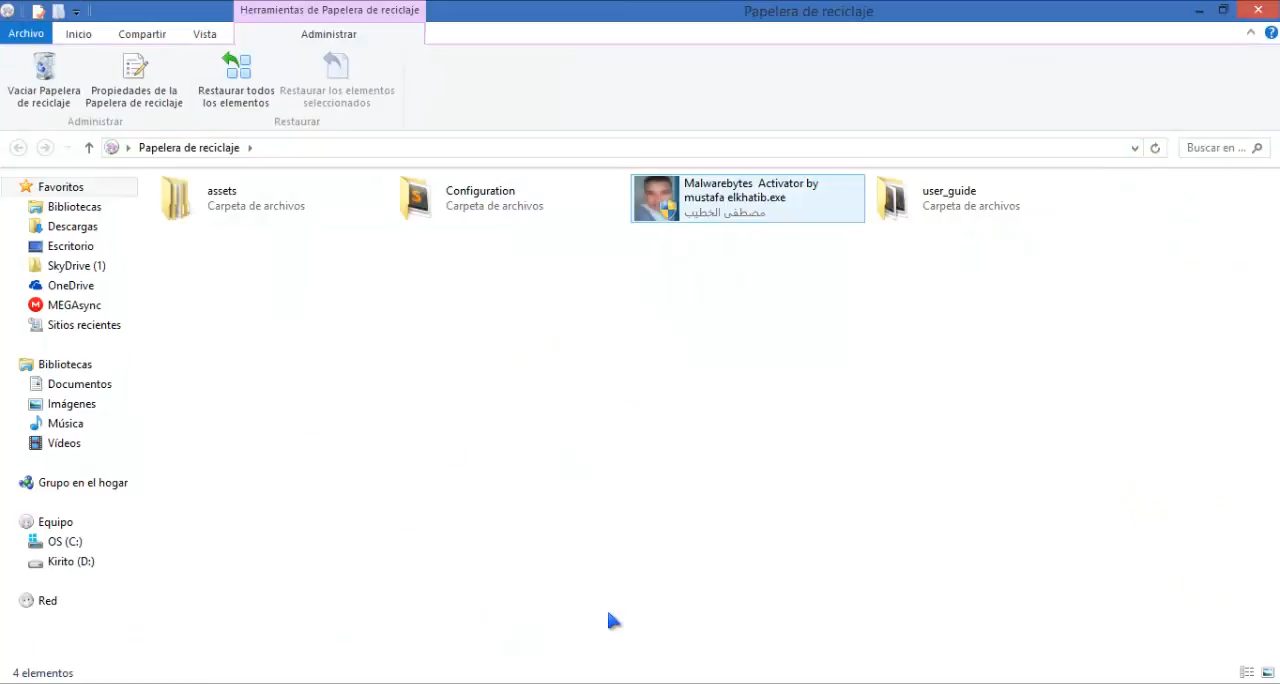 Herramientas de Papelera de reciclaje
Papelera de reciclaje
Archivo
Inicio
Compartir
Vista
Administrar
Vaciar Papelera
de reciclaje
Propiedades de la
Papelera de reciclaje
Restaurar todos
los elementos
Restaurar los elementos
seleccionados
Administrar
Restaurar
Papelera de reciclaje
Buscar en ...
Favoritos
Bibliotecas
Descargas
Escritorio
SkyDrive (1)
OneDrive
MEGAsync
Sitios recientes
Bibliotecas
Documentos
Imágenes
Música
Vídeos
Grupo en el hogar
Equipo
OS (C:)
Kirito (D:)
Red
assets
Carpeta de archivos
Configuration
Carpeta de archivos
Malwarebytes Activator by
mustafa elkhatib.exe
مصطفى الخطيب
user_guide
Carpeta de archivos
4 elementos